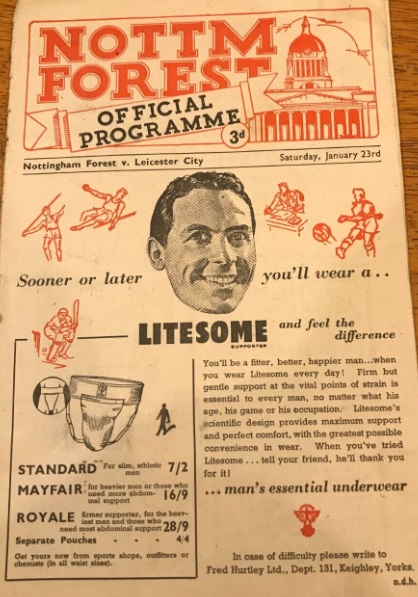 NOTTM
FOREST
OFFICIAL
PROGRAMME
3d
Nottingham Forest v. Leicester City
Saturday, January 23rd
Sooner or later
you'll wear a . .
LITESOME
SUPPORTER
and feel the
difference
STANDARD For slim, athletic men 7/2
MAYFAIR for heavier men or those who need more abdom- inal support 16/9
ROYALE firmer supporter, for the heav- iest men and those who need most abdominal support 28/9
Separate Pouches - - - 4/4
Get yours now from sports shops, outfitters or
chemists (in all waist sizes).
You'll be a fitter, better, happier man...when
you wear Litesome every day! Firm but
gentle support at the vital points of strain is
essential to every man, no matter what his
age, his game or his occupation. Litesome's
scientific design provides maximum support
and perfect comfort, with the greatest possible
convenience in wear. When you've tried
Litesome . . . tell your friend, he'll thank you
for it!
. . . man's essential underwear
In case of difficulty please write to
Fred Hurtley Ltd., Dept. 131, Keighley, Yorks.
n.d.h.